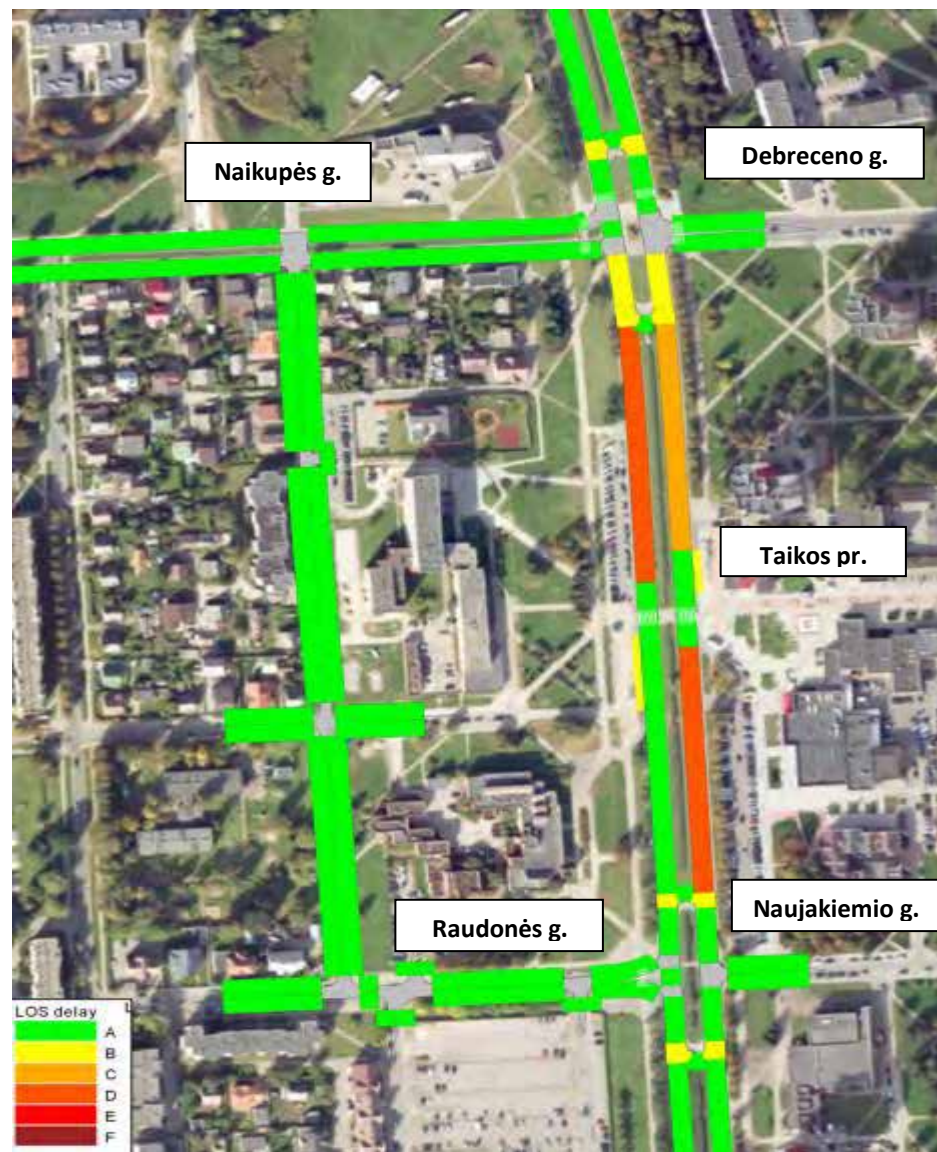 Naikupės g.
Debreceno g.
Taikos pr.
Raudonės g.
Naujakiemio g.
LOS delay
A
B
C
D
E
F